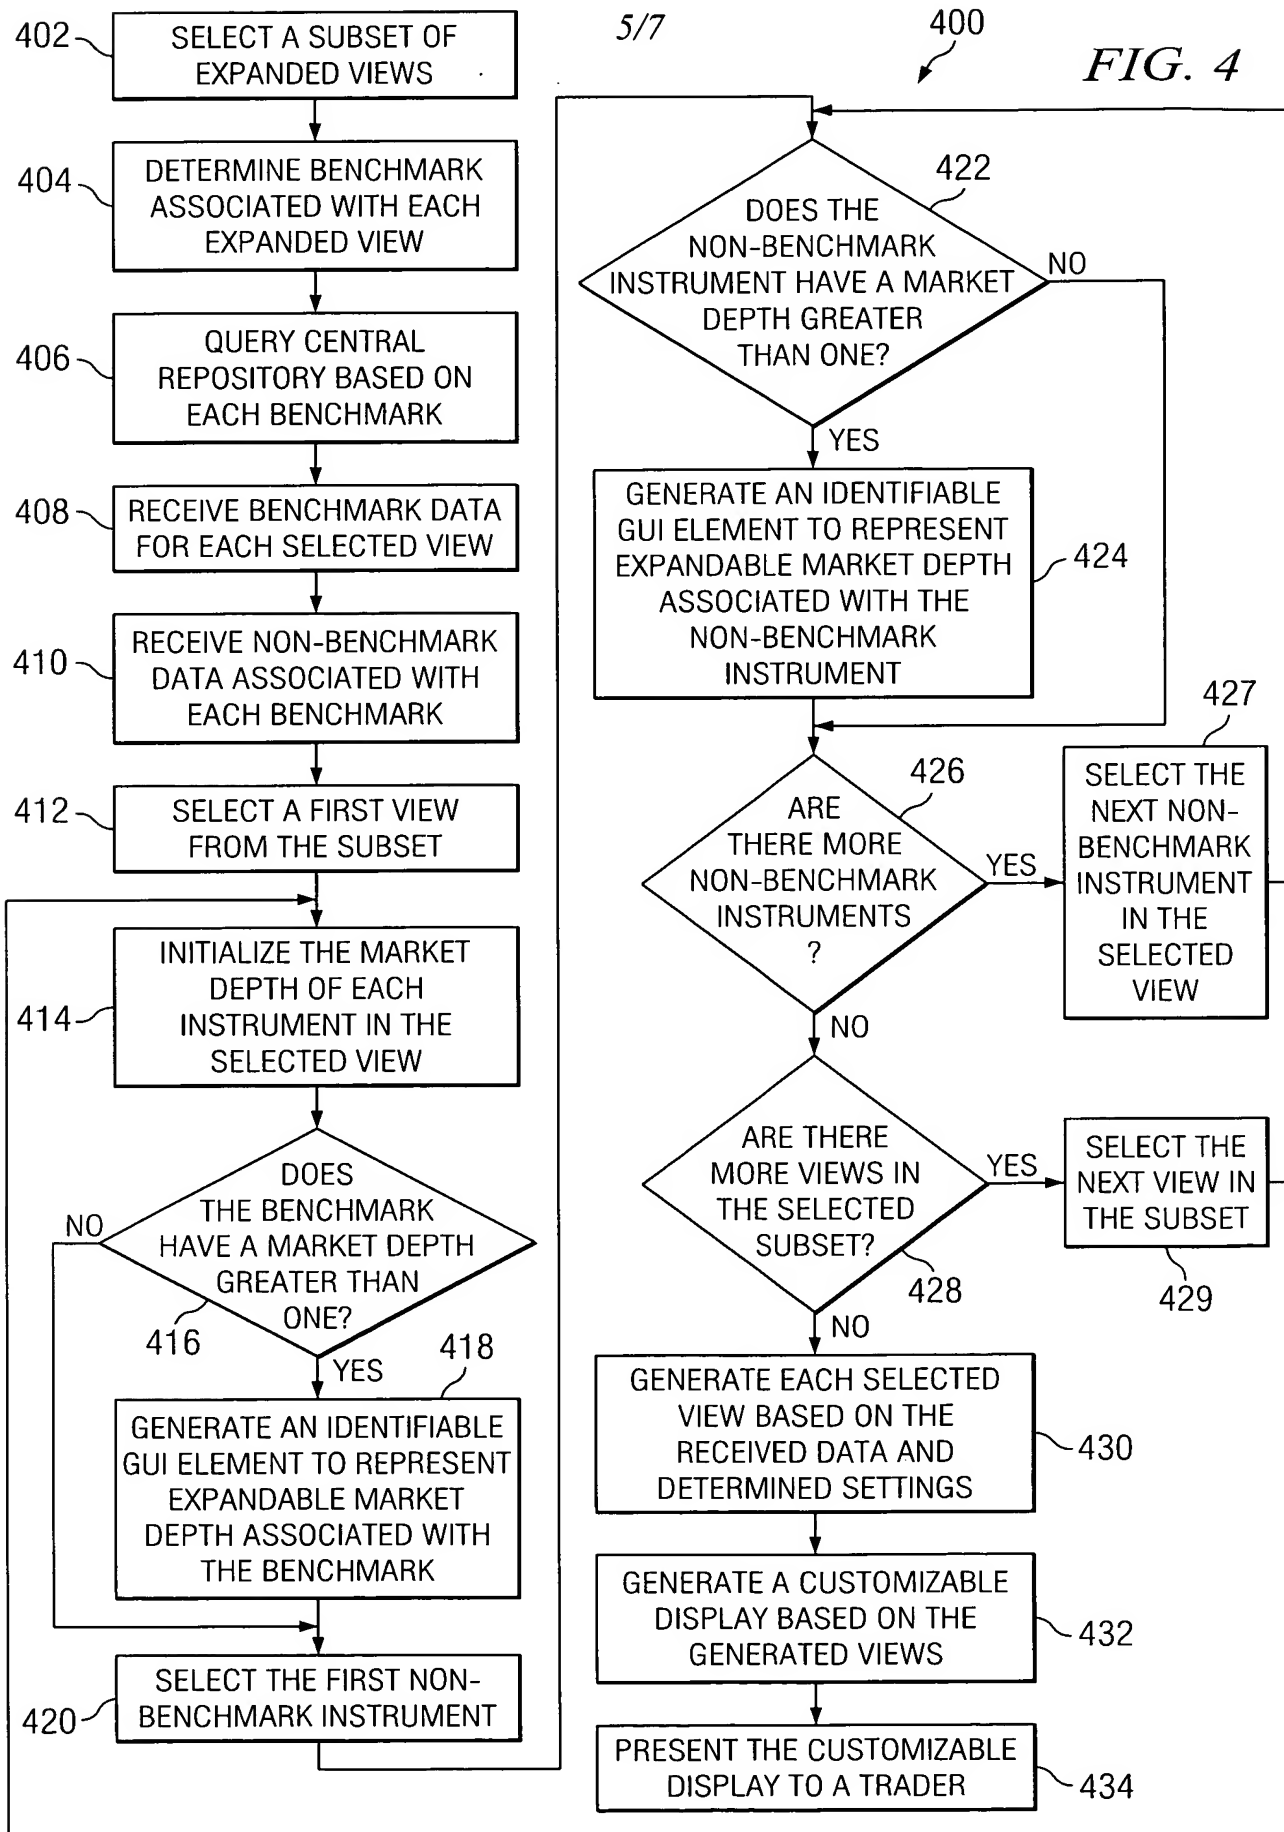 5/7
400
FIG. 4
402
SELECT A SUBSET OF
EXPANDED VIEWS
404
DETERMINE BENCHMARK
ASSOCIATED WITH EACH
EXPANDED VIEW
406
QUERY CENTRAL
REPOSITORY BASED ON
EACH BENCHMARK
408
RECEIVE BENCHMARK DATA
FOR EACH SELECTED VIEW
410
RECEIVE NON-BENCHMARK
DATA ASSOCIATED WITH
EACH BENCHMARK
412
SELECT A FIRST VIEW
FROM THE SUBSET
414
INITIALIZE THE MARKET
DEPTH OF EACH
INSTRUMENT IN THE
SELECTED VIEW
DOES
THE BENCHMARK
HAVE A MARKET DEPTH
GREATER THAN
ONE?
NO
416
YES
418
GENERATE AN IDENTIFIABLE
GUI ELEMENT TO REPRESENT
EXPANDABLE MARKET
DEPTH ASSOCIATED WITH
THE BENCHMARK
420
SELECT THE FIRST NON-
BENCHMARK INSTRUMENT
422
DOES THE
NON-BENCHMARK
INSTRUMENT HAVE A MARKET
DEPTH GREATER
THAN ONE?
NO
YES
GENERATE AN IDENTIFIABLE
GUI ELEMENT TO REPRESENT
EXPANDABLE MARKET DEPTH
ASSOCIATED WITH THE
NON-BENCHMARK
INSTRUMENT
424
426
ARE
THERE MORE
NON-BENCHMARK
INSTRUMENTS
?
YES
NO
427
SELECT THE
NEXT NON-
BENCHMARK
INSTRUMENT
IN THE
SELECTED
VIEW
ARE THERE
MORE VIEWS IN
THE SELECTED
SUBSET?
428
YES
NO
SELECT THE
NEXT VIEW IN
THE SUBSET
429
GENERATE EACH SELECTED
VIEW BASED ON THE
RECEIVED DATA AND
DETERMINED SETTINGS
430
GENERATE A CUSTOMIZABLE
DISPLAY BASED ON THE
GENERATED VIEWS
432
PRESENT THE CUSTOMIZABLE
DISPLAY TO A TRADER
434